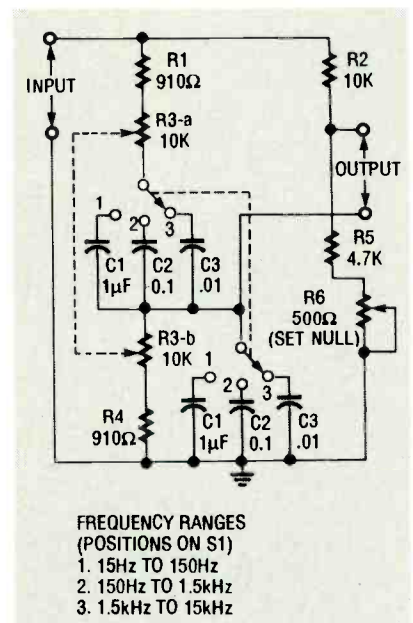 R1
910Ω
R2
10K
INPUT
R3-a
10K
OUTPUT
1
2
3
R5
4.7K
C1
1µF
C2
0.1
C3
.01
R6
500Ω
(SET NULL)
R3-b
10K
1
2
3
R4
910Ω
C1
1µF
C2
0.1
C3
.01
FREQUENCY RANGES
(POSITIONS ON S1)
1. 15Hz TO 150Hz
2. 150Hz TO 1.5kHz
3. 1.5kHz TO 15kHz